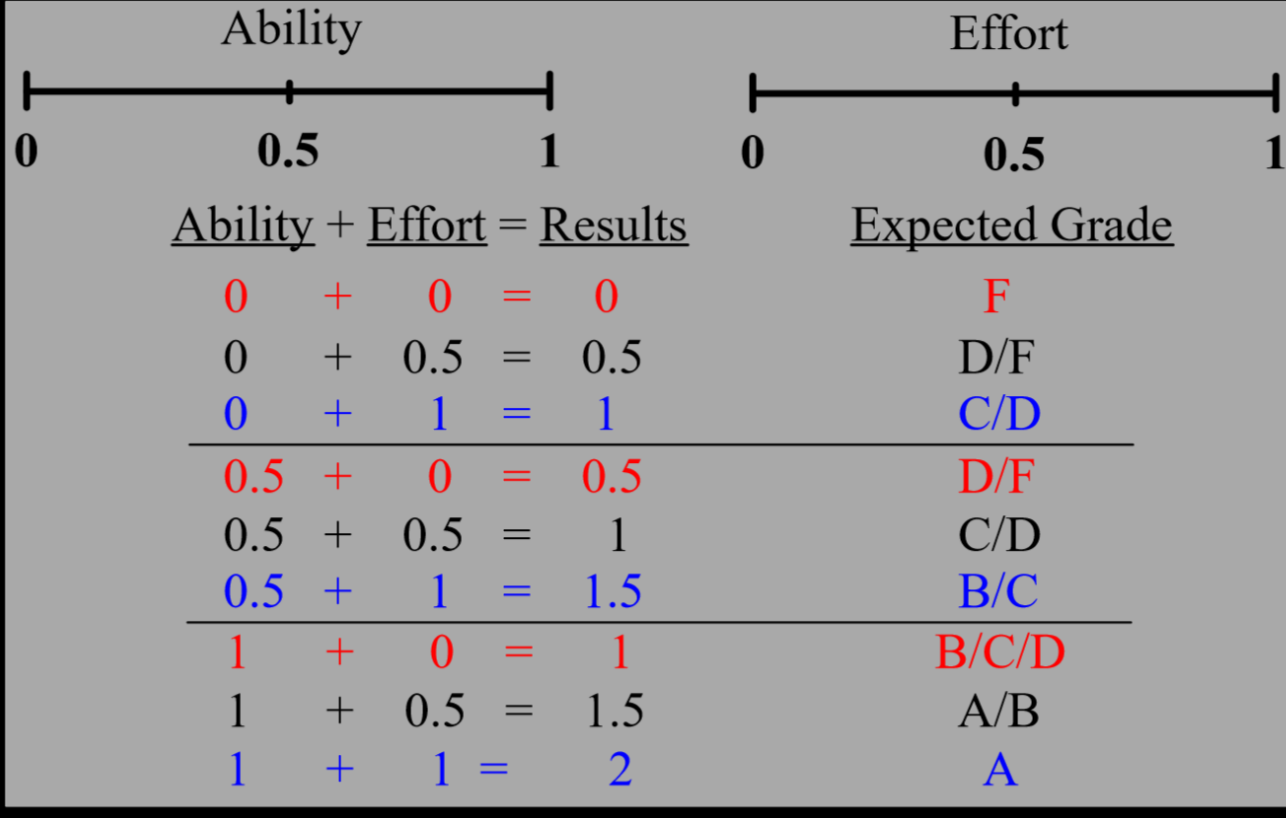 Ability Effort
0 0.5 1 0 0.5 1
Ability + Effort = Results Expected Grade
0 + 0 = 0 F
0 + 0.5 = 0.5 D/F
0 + 1 = 1 C/D
0.5 + 0 = 0.5 D/F
0.5 + 0.5 = 1 C/D
0.5 + 1 = 1.5 B/C
1 + 0 = 1 B/C/D
1 + 0.5 = 1.5 A/B
1 + 1 = 2 A